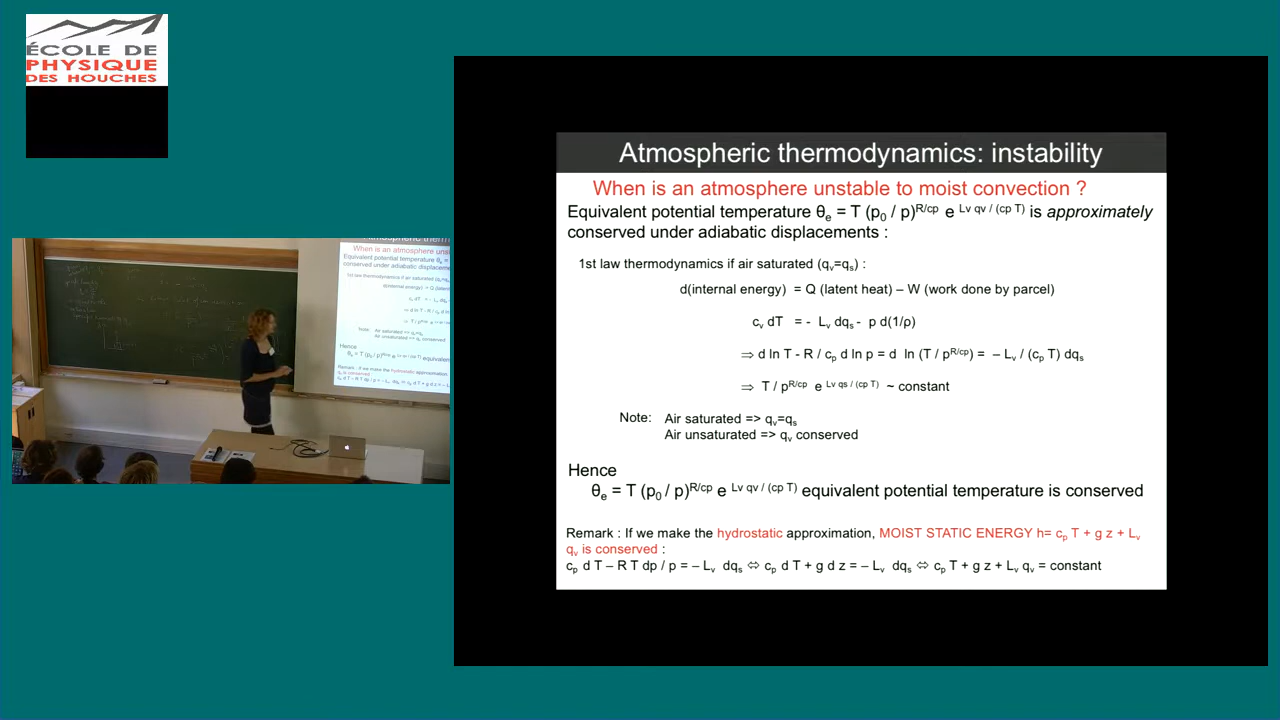 ÉCOLE DE
PHYSIQUE
DES HOUCHES
Atmospheric thermodynamics: instability
When is an atmosphere unstable to moist convection ?
Equivalent potential temperature θe = T (p0 / p)R/cp e Lv qv / (cp T) is approximately
conserved under adiabatic displacements :
1st law thermodynamics if air saturated (qv=qs) :
d(internal energy) = Q (latent heat) – W (work done by parcel)
cv dT = - Lv dqs - p d(1/ρ)
⇒ d ln T - R / cp d ln p = d ln (T / pR/cp) = – Lv / (cp T) dqs
⇒ T / pR/cp e Lv qs / (cp T) ~ constant
Note: Air saturated => qv=qs
Air unsaturated => qv conserved
Hence
θe = T (p0 / p)R/cp e Lv qv / (cp T) equivalent potential temperature is conserved
Remark : If we make the hydrostatic approximation, MOIST STATIC ENERGY h= cp T + g z + Lv
qv is conserved :
cp d T – R T dp / p = – Lv dqs ⇔ cp d T + g d z = – Lv dqs ⇔ cp T + g z + Lv qv = constant